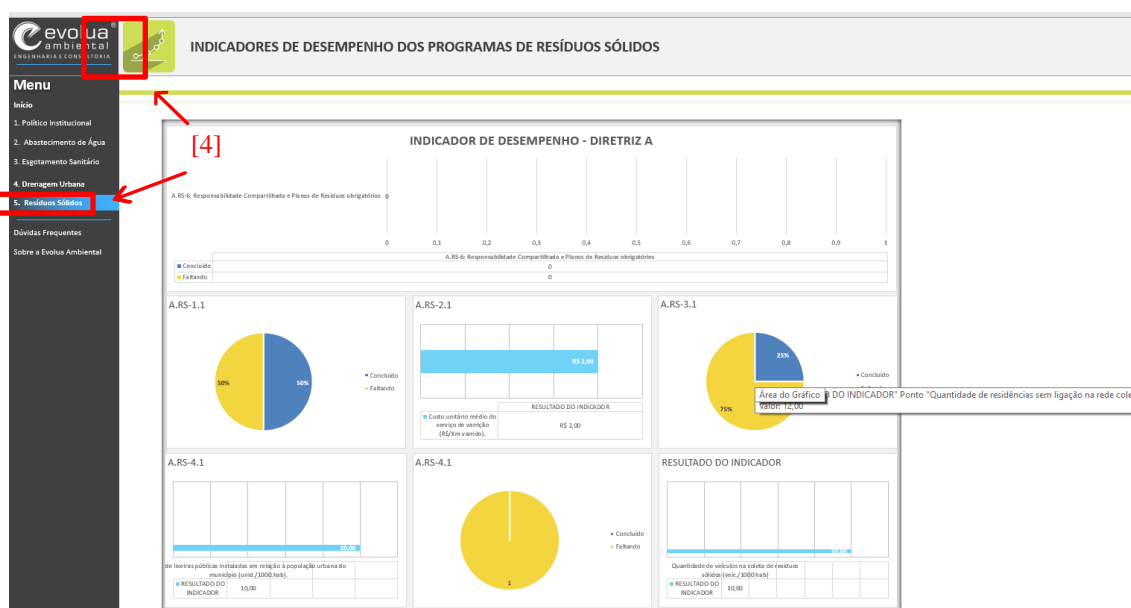 evolua®
ambiental
ENGENHARIA E CONSULTORIA
INDICADORES DE DESEMPENHO DOS PROGRAMAS DE RESÍDUOS SÓLIDOS
Menu
Início
1. Político Institucional
2. Abastecimento de Água
3. Esgotamento Sanitário
4. Drenagem Urbana
5. Resíduos Sólidos
Dúvidas Frequentes
Sobre a Evolua Ambiental
[4]
INDICADOR DE DESEMPENHO - DIRETRIZ A
A.RS-6: Responsabilidade Compartilhada e Planos de Resíduos obrigatórios 0
0 0,1 0,2 0,3 0,4 0,5 0,6 0,7 0,8 0,9 1
A.RS-6: Responsabilidade Compartilhada e Planos de Resíduos obrigatórios
Concluído 0
Faltando 0
A.RS-1.1
50% 50%
Concluído
Faltando
A.RS-2.1
R$ 2,00
RESULTADO DO INDICADOR
Custo unitário médio do
serviço de varrição
(R$/Km varrido).
R$ 2,00
A.RS-3.1
25%
75%
Concluído
Área do Gráfico
DO INDICADOR" Ponto "Quantidade de residências sem ligação na rede cole
Valor: 12,00
A.RS-4.1
10,00
de lixeiras públicas instaladas em relação à população urbana do
município (unid./1000 hab).
RESULTADO DO
INDICADOR
10,00
A.RS-4.1
1
Concluído
Faltando
RESULTADO DO INDICADOR
10,00
Quantidade de veículos na coleta de resíduos
sólidos (veic./1000 hab)
RESULTADO DO
INDICADOR
10,00